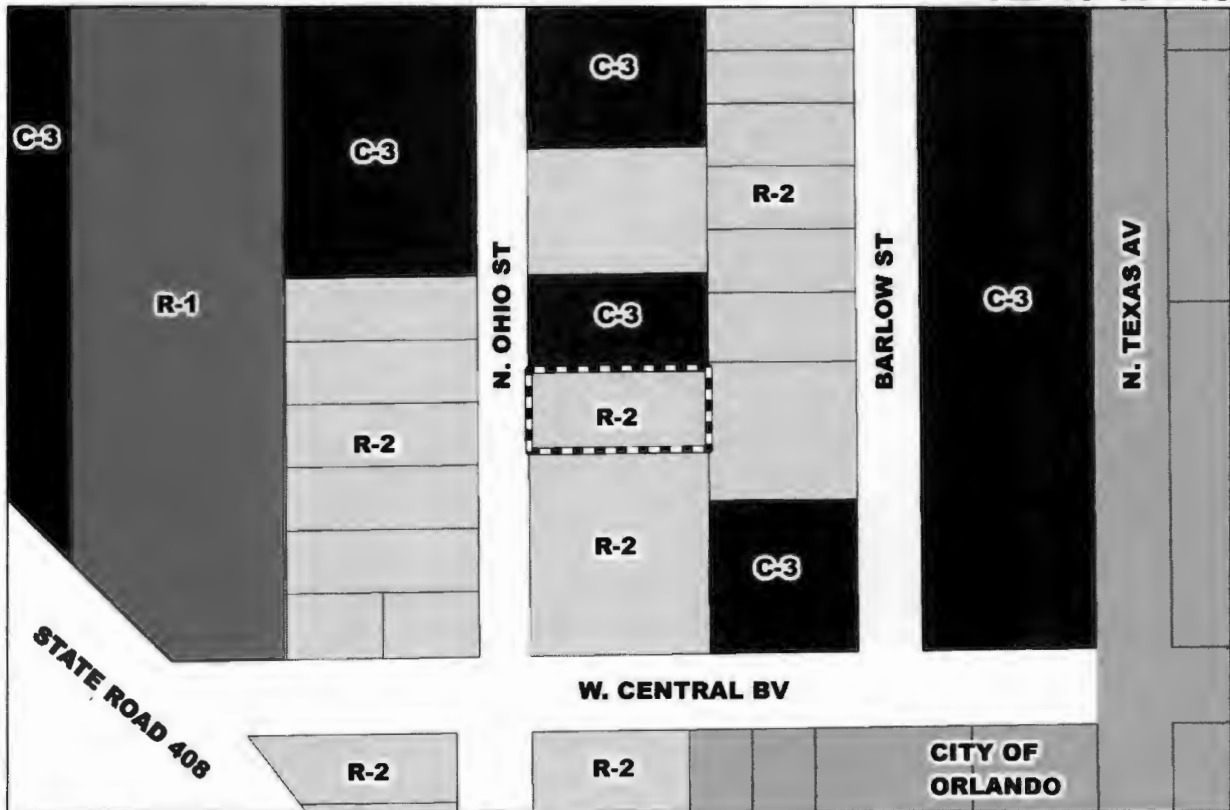 C-3
C-3
C-3
R-2
R-1
N. OHIO ST
C-3
BARLOW ST
C-3
N. TEXAS AV
R-2
R-2
R-2
C-3
STATE ROAD 408
W. CENTRAL BV
R-2
R-2
CITY OF
ORLANDO